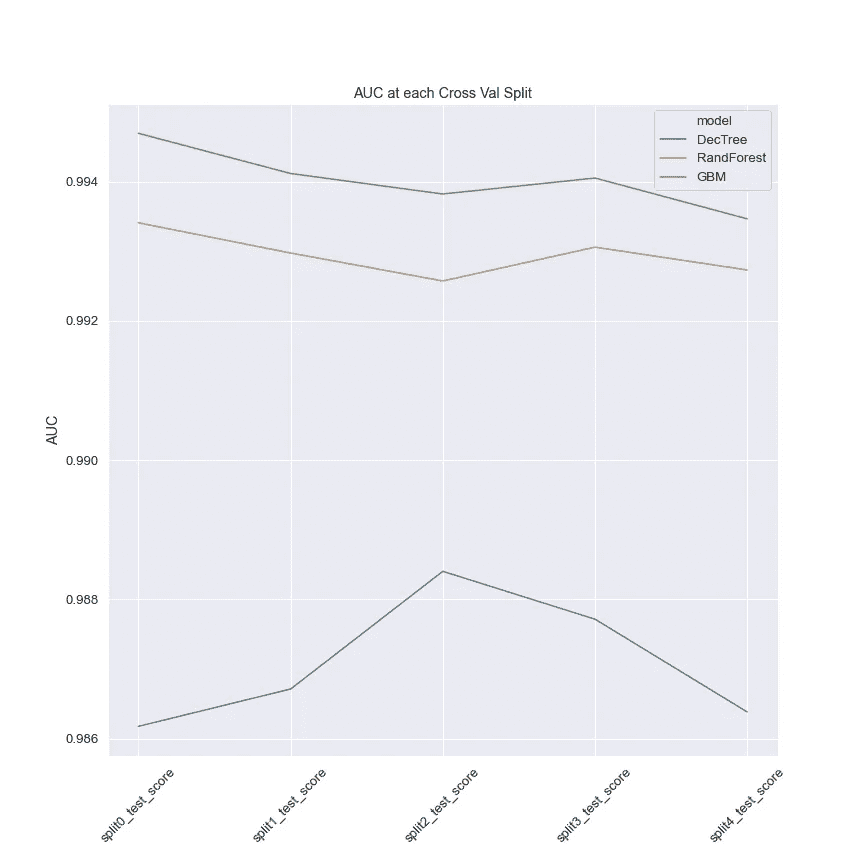 AUC at each Cross Val Split
model
DecTree
RandForest
GBM
0.994
0.992
0.990
0.988
0.986
AUC
split0_test_score
split1_test_score
split2_test_score
split3_test_score
split4_test_score